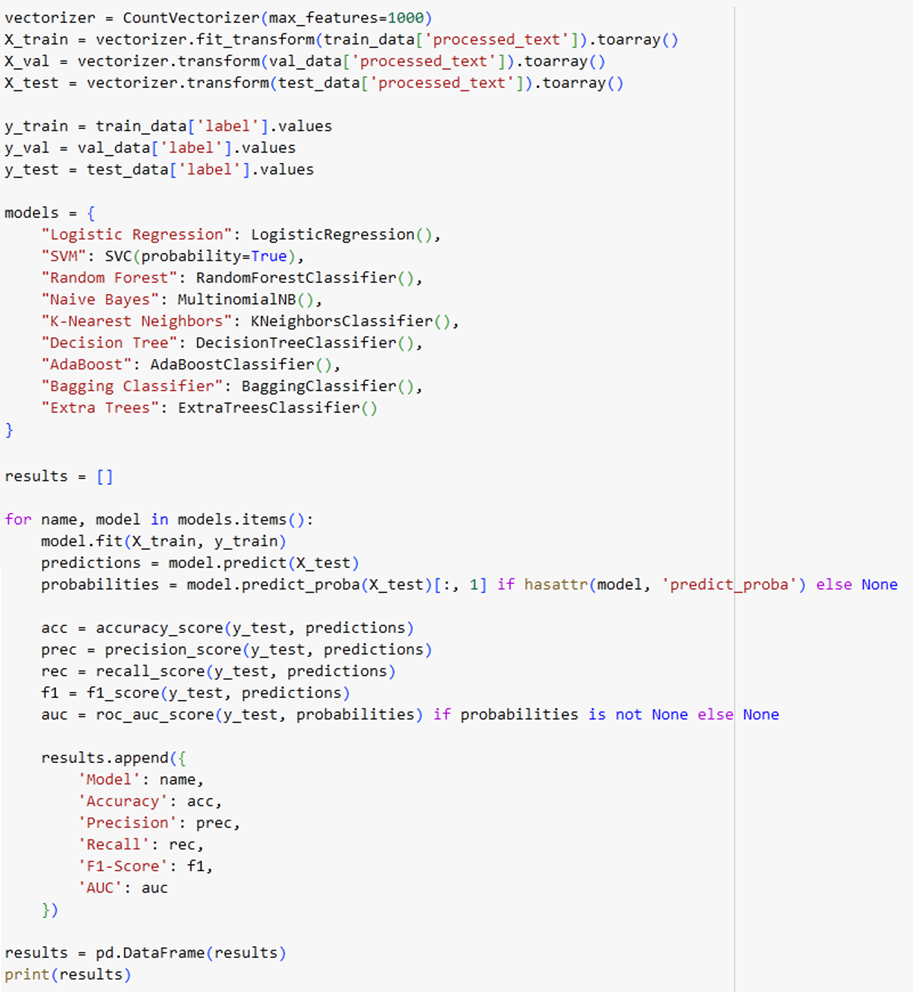 vectorizer = CountVectorizer(max_features=1000)
X_train = vectorizer.fit_transform(train_data['processed_text']).toarray()
X_val = vectorizer.transform(val_data['processed_text']).toarray()
X_test = vectorizer.transform(test_data['processed_text']).toarray()

y_train = train_data['label'].values
y_val = val_data['label'].values
y_test = test_data['label'].values

models = {
    "Logistic Regression": LogisticRegression(),
    "SVM": SVC(probability=True),
    "Random Forest": RandomForestClassifier(),
    "Naive Bayes": MultinomialNB(),
    "K-Nearest Neighbors": KNeighborsClassifier(),
    "Decision Tree": DecisionTreeClassifier(),
    "AdaBoost": AdaBoostClassifier(),
    "Bagging Classifier": BaggingClassifier(),
    "Extra Trees": ExtraTreesClassifier()
}

results = []

for name, model in models.items():
    model.fit(X_train, y_train)
    predictions = model.predict(X_test)
    probabilities = model.predict_proba(X_test)[:, 1] if hasattr(model, 'predict_proba') else None

    acc = accuracy_score(y_test, predictions)
    prec = precision_score(y_test, predictions)
    rec = recall_score(y_test, predictions)
    f1 = f1_score(y_test, predictions)
    auc = roc_auc_score(y_test, probabilities) if probabilities is not None else None

    results.append({
        'Model': name,
        'Accuracy': acc,
        'Precision': prec,
        'Recall': rec,
        'F1-Score': f1,
        'AUC': auc
    })

results = pd.DataFrame(results)
print(results)